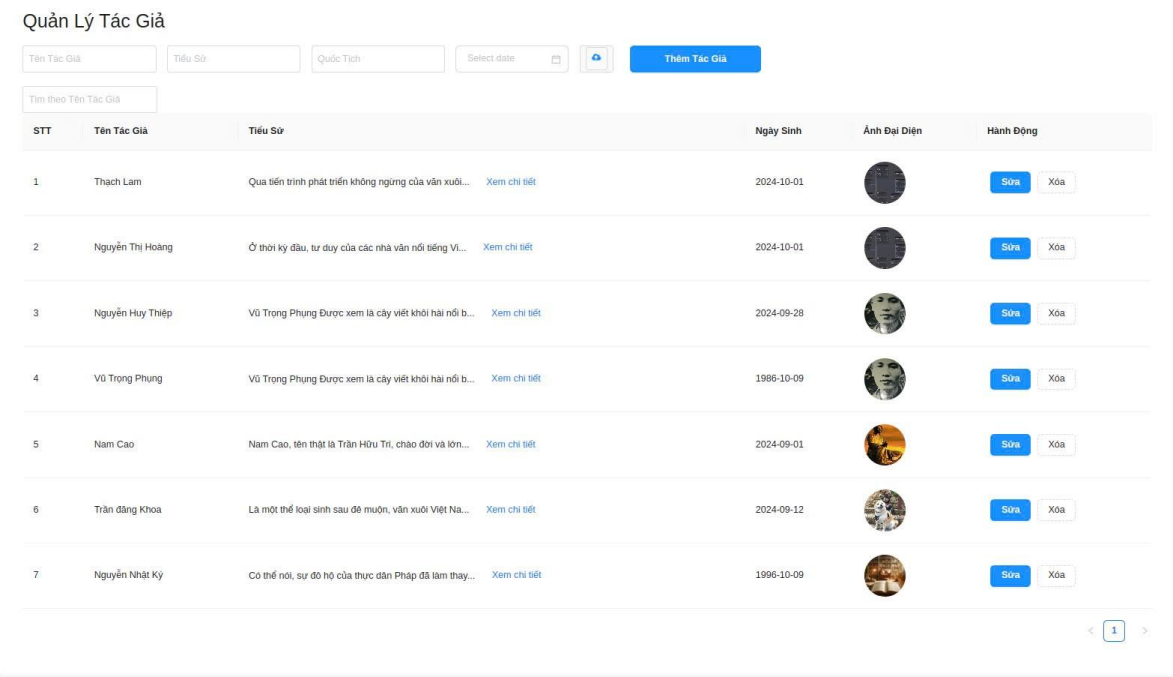 Quản Lý Tác Giả
Tên Tác Giả Tiểu Sử Quốc Tịch Select date Thêm Tác Giả
Tìm theo Tên Tác Giả
STT Tên Tác Giả Tiểu Sử Ngày Sinh Ảnh Đại Diện Hành Động
1 Thạch Lam Qua tiến trình phát triển không ngừng của văn xuôi... Xem chi tiết 2024-10-01 Sửa Xóa
2 Nguyễn Thị Hoàng Ở thời kỳ đầu, tư duy của các nhà văn nổi tiếng Vi... Xem chi tiết 2024-10-01 Sửa Xóa
3 Nguyễn Huy Thiệp Vũ Trọng Phụng Được xem là cây viết khôi hài nổi b... Xem chi tiết 2024-09-28 Sửa Xóa
4 Vũ Trọng Phụng Vũ Trọng Phụng Được xem là cây viết khôi hài nổi b... Xem chi tiết 1986-10-09 Sửa Xóa
5 Nam Cao Nam Cao, tên thật là Trần Hữu Tri, chào đời và lớn... Xem chi tiết 2024-09-01 Sửa Xóa
6 Trần đăng Khoa Là một thể loại sinh sau đẻ muộn, văn xuôi Việt Na... Xem chi tiết 2024-09-12 Sửa Xóa
7 Nguyễn Nhật Ký Có thể nói, sự đô hộ của thực dân Pháp đã làm thay... Xem chi tiết 1996-10-09 Sửa Xóa
< 1 >